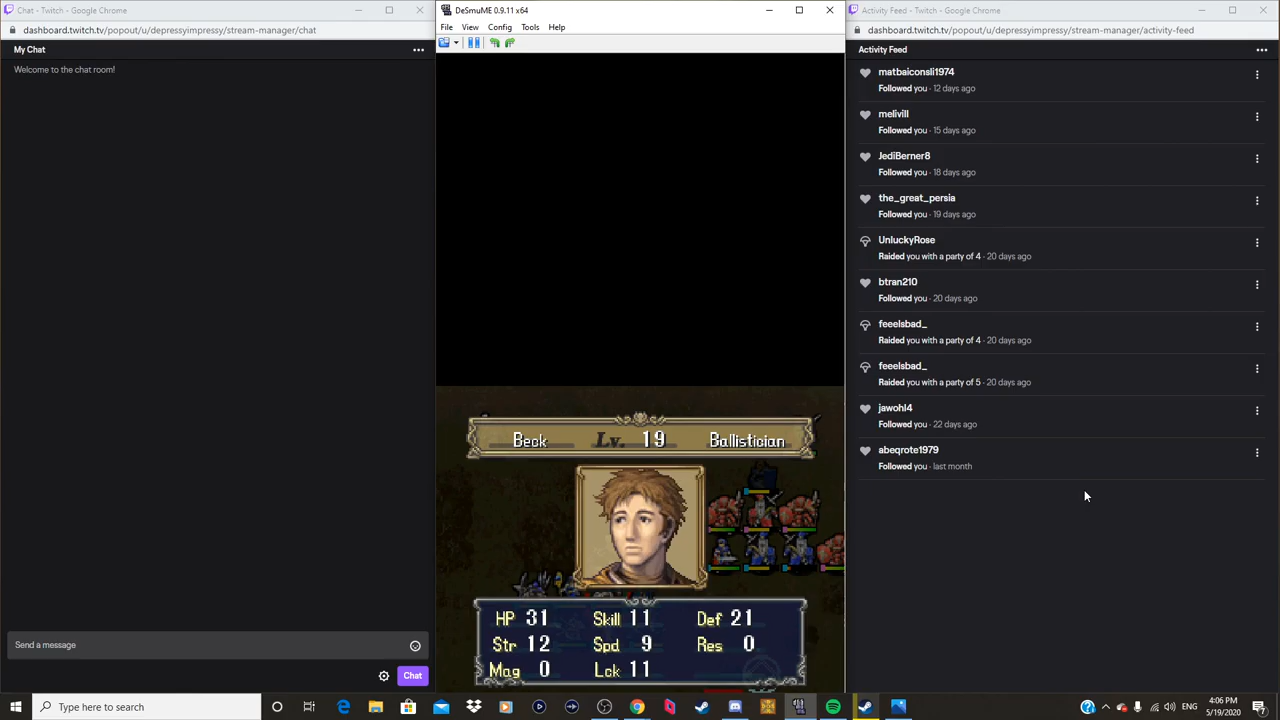 Chat - Twitch - Google Chrome
dashboard.twitch.tv/popout/u/depressyimpressy/stream-manager/chat
My Chat
Welcome to the chat room!
Send a message
Chat
DeSmuME 0.9.11 x64
File View Config Tools Help
Beck Lv. 19 Ballistician
HP 31 Skill 11 Def 21
Str 12 Spd 9 Res 0
Mag 0 Lck 11
Activity Feed - Twitch - Google Chrome
dashboard.twitch.tv/popout/u/depressyimpressy/stream-manager/activity-feed
Activity Feed
matbaiconsli1974
Followed you · 12 days ago
melivill
Followed you · 15 days ago
JediBerner8
Followed you · 18 days ago
the_great_persia
Followed you · 19 days ago
UnluckyRose
Raided you with a party of 4 · 20 days ago
btran210
Followed you · 20 days ago
feeelsbad_
Raided you with a party of 4 · 20 days ago
feeelsbad_
Raided you with a party of 5 · 20 days ago
jawohl4
Followed you · 22 days ago
abeqrote1979
Followed you · last month
Type here to search
ENG
4:06 PM
5/19/2020